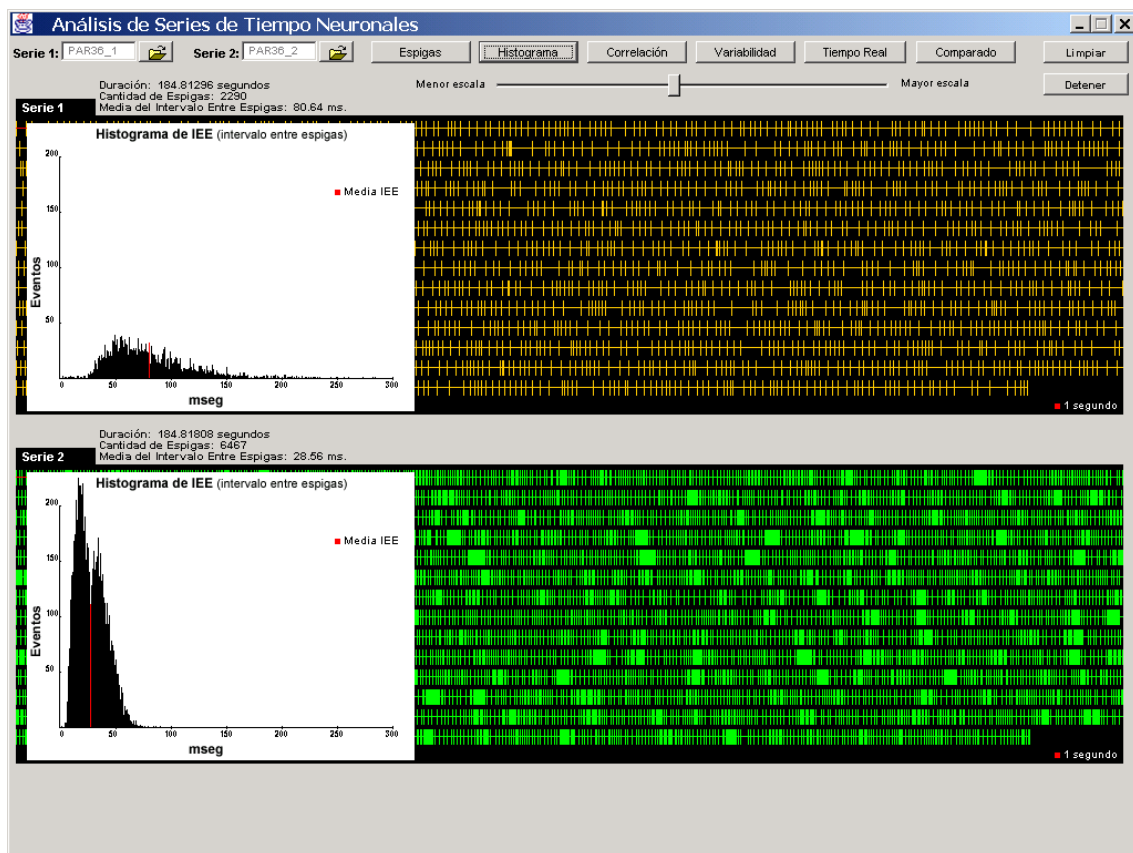 Análisis de Series de Tiempo Neuronales
Serie 1: PAR36_1 Serie 2: PAR36_2 Espigas Histograma Correlación Variabilidad Tiempo Real Comparado Limpiar
Menor escala Mayor escala Detener
Duración: 184.81296 segundos
Cantidad de Espigas: 2290
Serie 1 Media del Intervalo Entre Espigas: 80.64 ms.
Histograma de IEE (intervalo entre espigas)
200
Media IEE
150
100
Eventos
50
0 50 100 150 200 250 300
mseg
1 segundo
Duración: 184.81808 segundos
Cantidad de Espigas: 6467
Serie 2 Media del Intervalo Entre Espigas: 28.56 ms.
Histograma de IEE (intervalo entre espigas)
200
Media IEE
150
100
Eventos
50
0 50 100 150 200 250 300
mseg
1 segundo